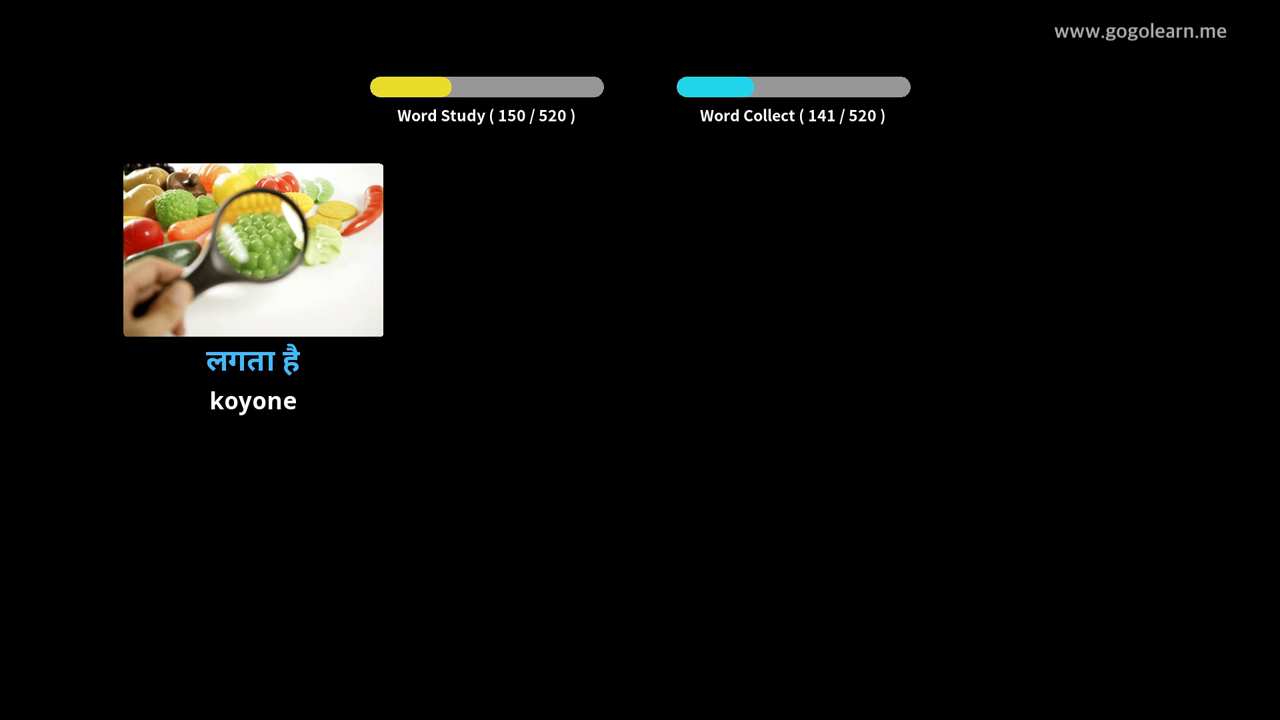 www.gogolearn.me
Word Study ( 150 / 520 )
Word Collect ( 141 / 520 )
लगता है
koyone